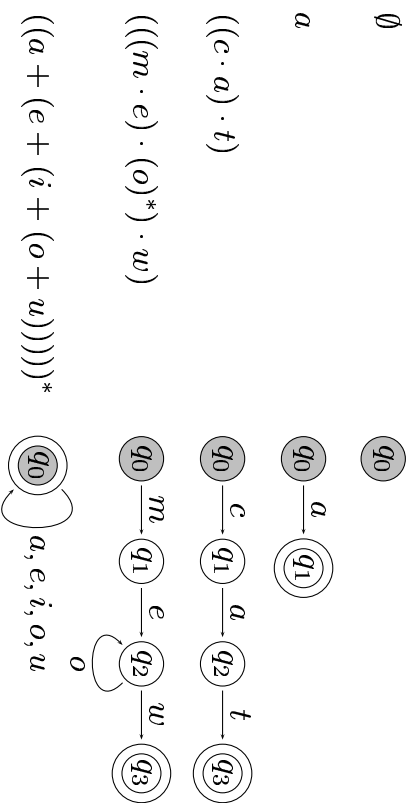 ∅ q0
a q0 a q1
((c · a) · t) q0 c q1 a q2 t q3
(((m · e) · (o)*) · w) q0 m q1 e q2 w q3
o
((a + (e + (i + (o + u))))))* q0 a, e, i, o, u